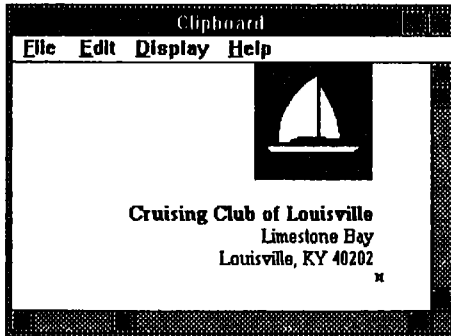 Clipboard
File Edit Display Help
Cruising Club of Louisville
Limestone Bay
Louisville, KY 40202
¤